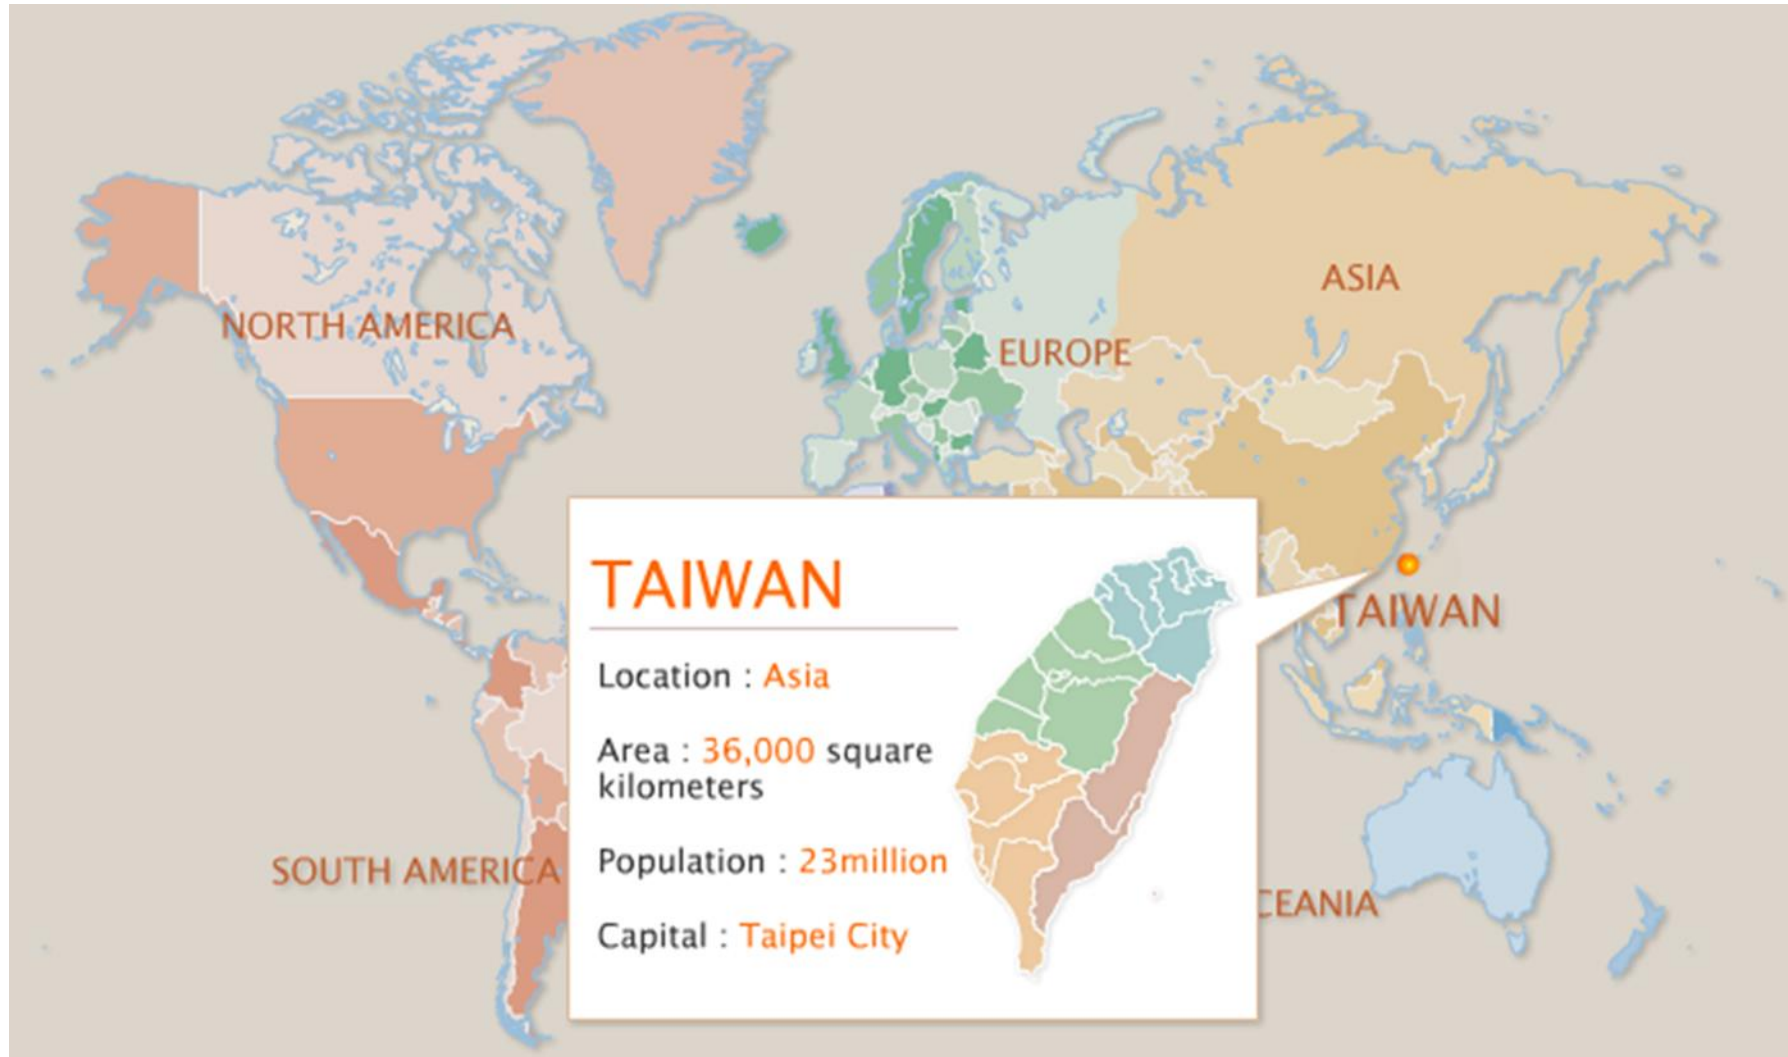 NORTH AMERICA
ASIA
EUROPE
TAIWAN
TAIWAN
Location : Asia
Area : 36,000 square
kilometers
Population : 23million
SOUTH AMERICA
CEANIA
Capital : Taipei City